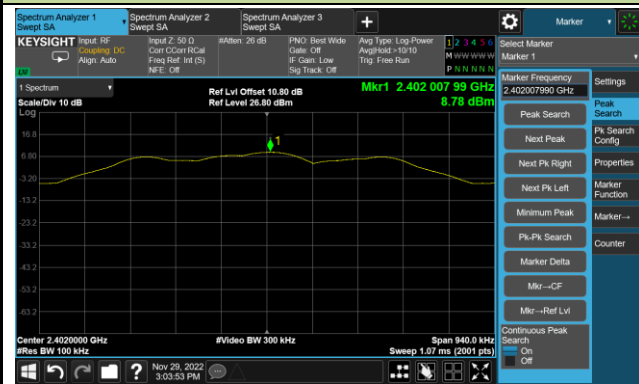 Spectrum Analyzer 1
Swept SA
Spectrum Analyzer 2
Swept SA
Spectrum Analyzer 3
Swept SA
+
Marker
KEYSIGHT
Input: RF
Coupling: DC
Align: Auto
Input Z: 50 Ω
Corr CCorr RCal
Freq Ref: Int (S)
NFE: Off
#Atten: 26 dB
PNO: Best Wide
Gate: Off
IF Gain: Low
Sig Track: Off
Avg Type: Log-Power
Avg|Hold:>10/10
Trig: Free Run
1 2 3 4 5 6
M W W W W W
P N N N N N
Select Marker
Marker 1
1 Spectrum
Scale/Div 10 dB
Log
Ref Lvl Offset 10.80 dB
Ref Level 26.80 dBm
Mkr1 2.402 007 99 GHz
8.78 dBm
16.8
6.80
-3.20
-13.2
-23.2
-33.2
-43.2
-53.2
-63.2
1
Center 2.4020000 GHz
#Res BW 100 kHz
#Video BW 300 kHz
Span 940.0 kHz
Sweep 1.07 ms (2001 pts)
Marker Frequency
2.402007990 GHz
Peak Search
Next Peak
Next Pk Right
Next Pk Left
Minimum Peak
Pk-Pk Search
Marker Delta
Mkr→CF
Mkr→Ref Lvl
Continuous Peak
Search
On
Off
Settings
Peak
Search
Pk Search
Config
Properties
Marker
Function
Marker→
Counter
?
Nov 29, 2022
3:03:53 PM